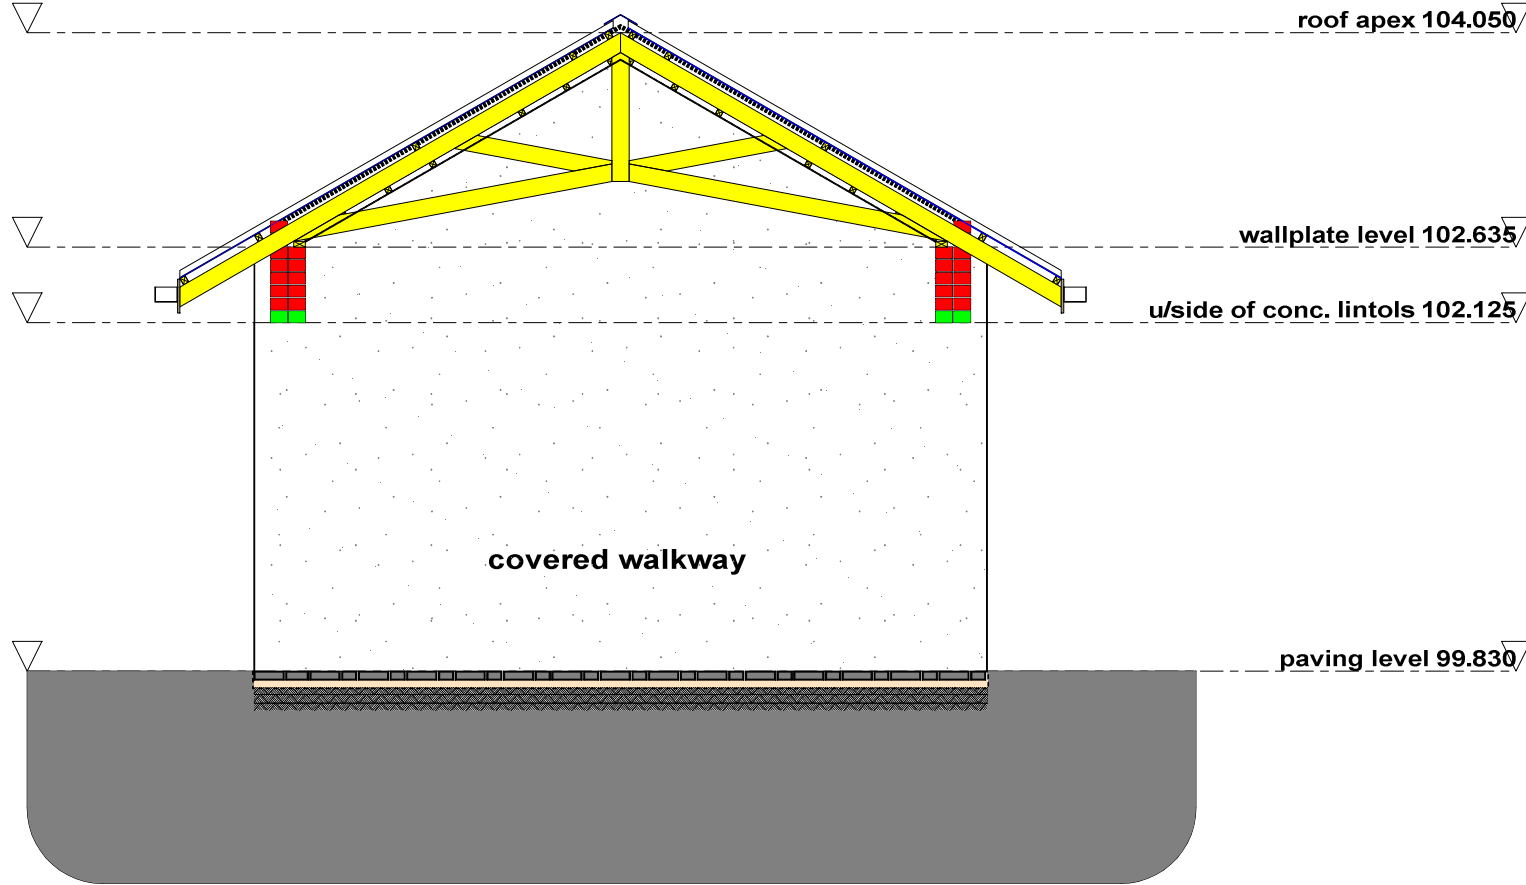 roof apex 104.050
wallplate level 102.635
u/side of conc. lintols 102.125
covered walkway
paving level 99.830